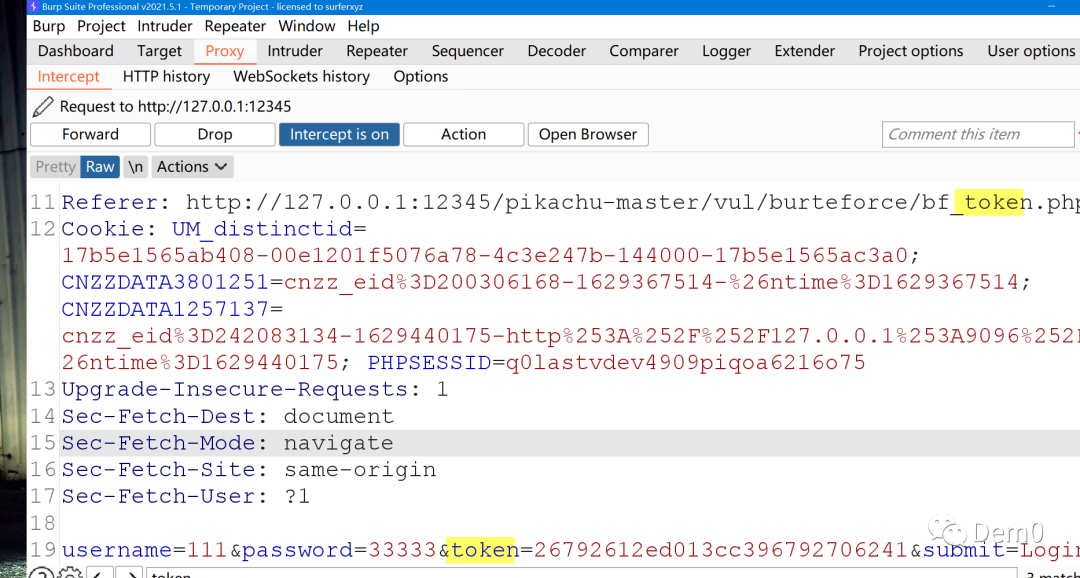 Burp Suite Professional v2021.5.1 - Temporary Project - licensed to surferxyz
Burp Project Intruder Repeater Window Help
Dashboard Target Proxy Intruder Repeater Sequencer Decoder Comparer Logger Extender Project options User options
Intercept HTTP history WebSockets history Options
Request to http://127.0.0.1:12345
Forward Drop Intercept is on Action Open Browser Comment this item
Pretty Raw \n Actions
11 Referer: http://127.0.0.1:12345/pikachu-master/vul/burteforce/bf_token.php
12 Cookie: UM_distinctid=
17b5e1565ab408-00e1201f5076a78-4c3e247b-144000-17b5e1565ac3a0;
CNZZDATA3801251=cnzz_eid%3D200306168-1629367514-%26ntime%3D1629367514;
CNZZDATA1257137=
cnzz_eid%3D242083134-1629440175-http%253A%252F%252F127.0.0.1%253A9096%252F
26ntime%3D1629440175; PHPSESSID=q0lastvdev4909piqoa6216o75
13 Upgrade-Insecure-Requests: 1
14 Sec-Fetch-Dest: document
15 Sec-Fetch-Mode: navigate
16 Sec-Fetch-Site: same-origin
17 Sec-Fetch-User: ?1
18
19 username=111&password=33333&token=26792612ed013cc396792706241&submit=Login
Dem0
token
3 match